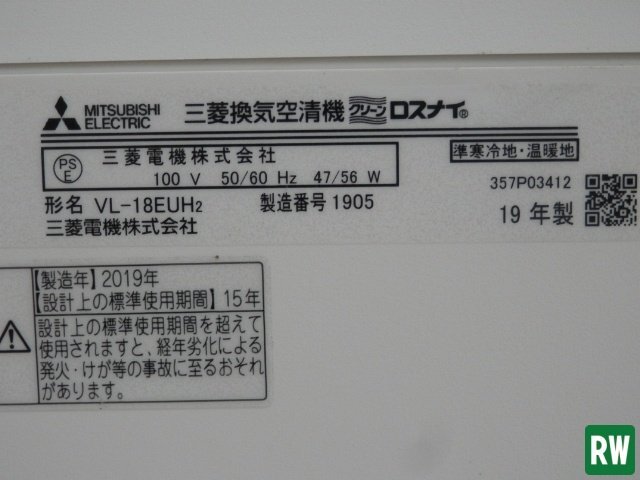 MITSUBISHI
ELECTRIC
三菱換気空清機 クリーン ロスナイ®
PS
E
三菱電機株式会社
100 V 50/60 Hz 47/56 W
準寒冷地・温暖地
357P03412
形名 VL-18EUH2 製造番号 1905
19 年製
三菱電機株式会社
【製造年】2019年
【設計上の標準使用期間】15年
設計上の標準使用期間を超えて
使用されますと、経年劣化による
発火・けが等の事故に至るおそれ
があります。
RW